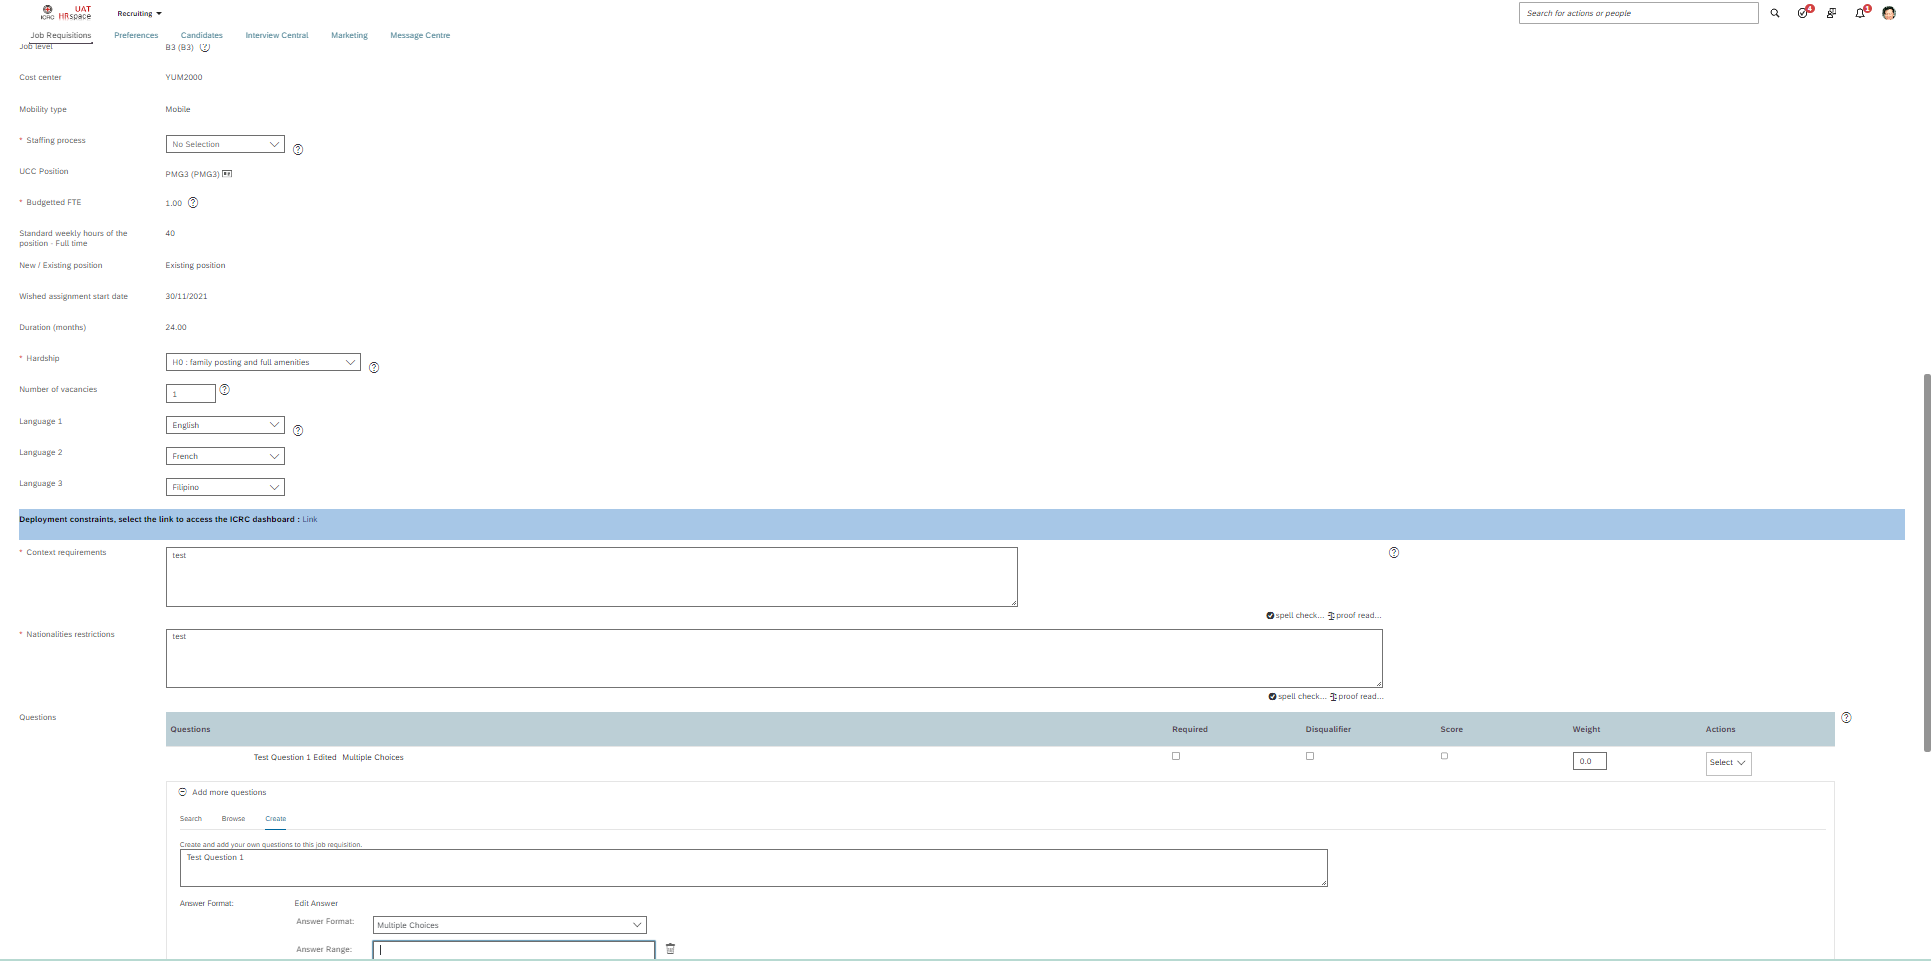 ICRC UAT HRspace Recruiting Search for actions or people 4 1
Job Requisitions Preferences Candidates Interview Central Marketing Message Centre
Job level B3 (B3) ?
Cost center YUM2000
Mobility type Mobile
* Staffing process No Selection ?
UCC Position PMG3 (PMG3)
* Budgetted FTE 1.00 ?
Standard weekly hours of the position - Full time 40
New / Existing position Existing position
Wished assignment start date 30/11/2021
Duration (months) 24.00
* Hardship H0 : family posting and full amenities ?
Number of vacancies 1 ?
Language 1 English ?
Language 2 French
Language 3 Filipino
Deployment constraints, select the link to access the ICRC dashboard : Link
* Context requirements test ?
spell check... proof read...
* Nationalities restrictions test
spell check... proof read...
Questions ?
Questions Required Disqualifier Score Weight Actions
Test Question 1 Edited Multiple Choices 0.0 Select
Add more questions
Search Browse Create
Create and add your own questions to this job requisition.
Test Question 1
Answer Format: Edit Answer
Answer Format: Multiple Choices
Answer Range: